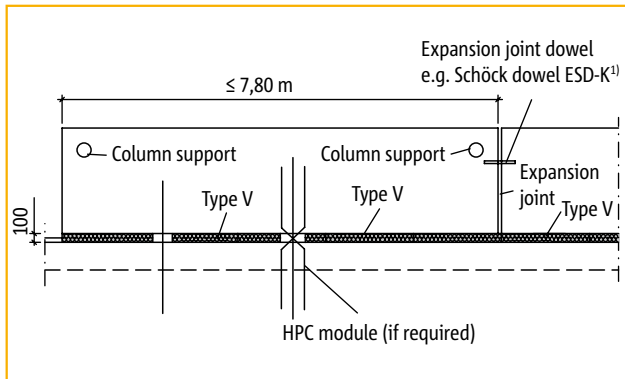 Expansion joint dowel
e.g. Schöck dowel ESD-K¹⁾
≤ 7,80 m
Column support
Column support
Expansion
joint
Type V
Type V
Type V
100
HPC module (if required)